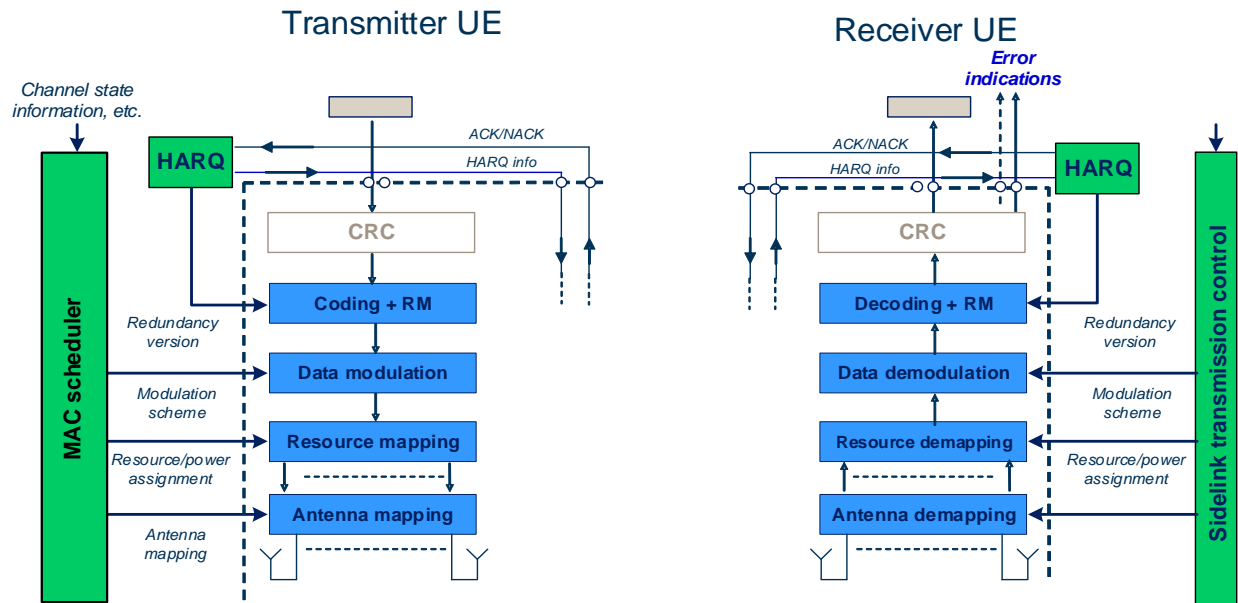 Transmitter UE
Receiver UE
Channel state
information, etc.
HARQ
ACK/NACK
HARQ info
CRC
Coding + RM
Redundancy
version
Data modulation
Modulation
scheme
Resource mapping
Resource/power
assignment
Antenna mapping
Antenna
mapping
MAC scheduler
Error
indications
ACK/NACK
HARQ info
HARQ
CRC
Decoding + RM
Redundancy
version
Data demodulation
Modulation
scheme
Resource demapping
Resource/power
assignment
Antenna demapping
Sidelink transmission control